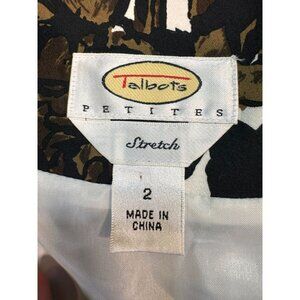 Talbots
PETITES
Stretch
2
MADE IN
CHINA